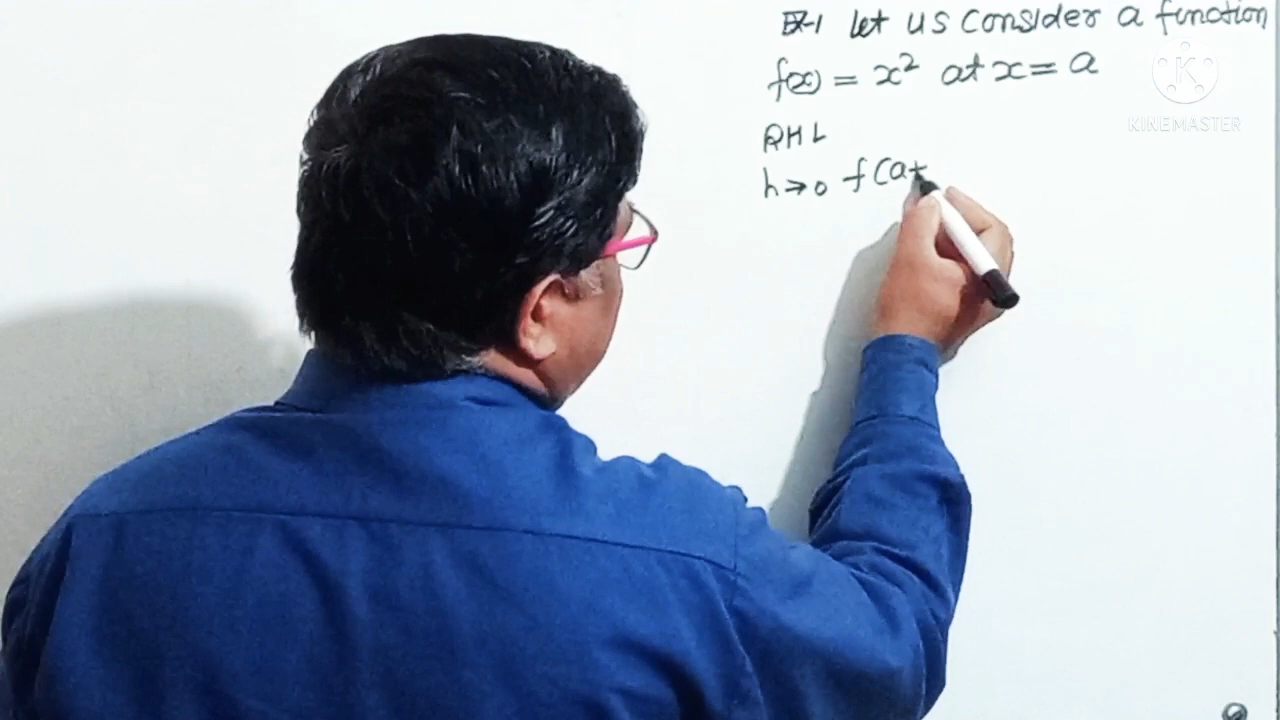 Ex-1 let us consider a function
f(x) = x² at x = a
RHL
h→0 f(a+
K
KINEMASTER